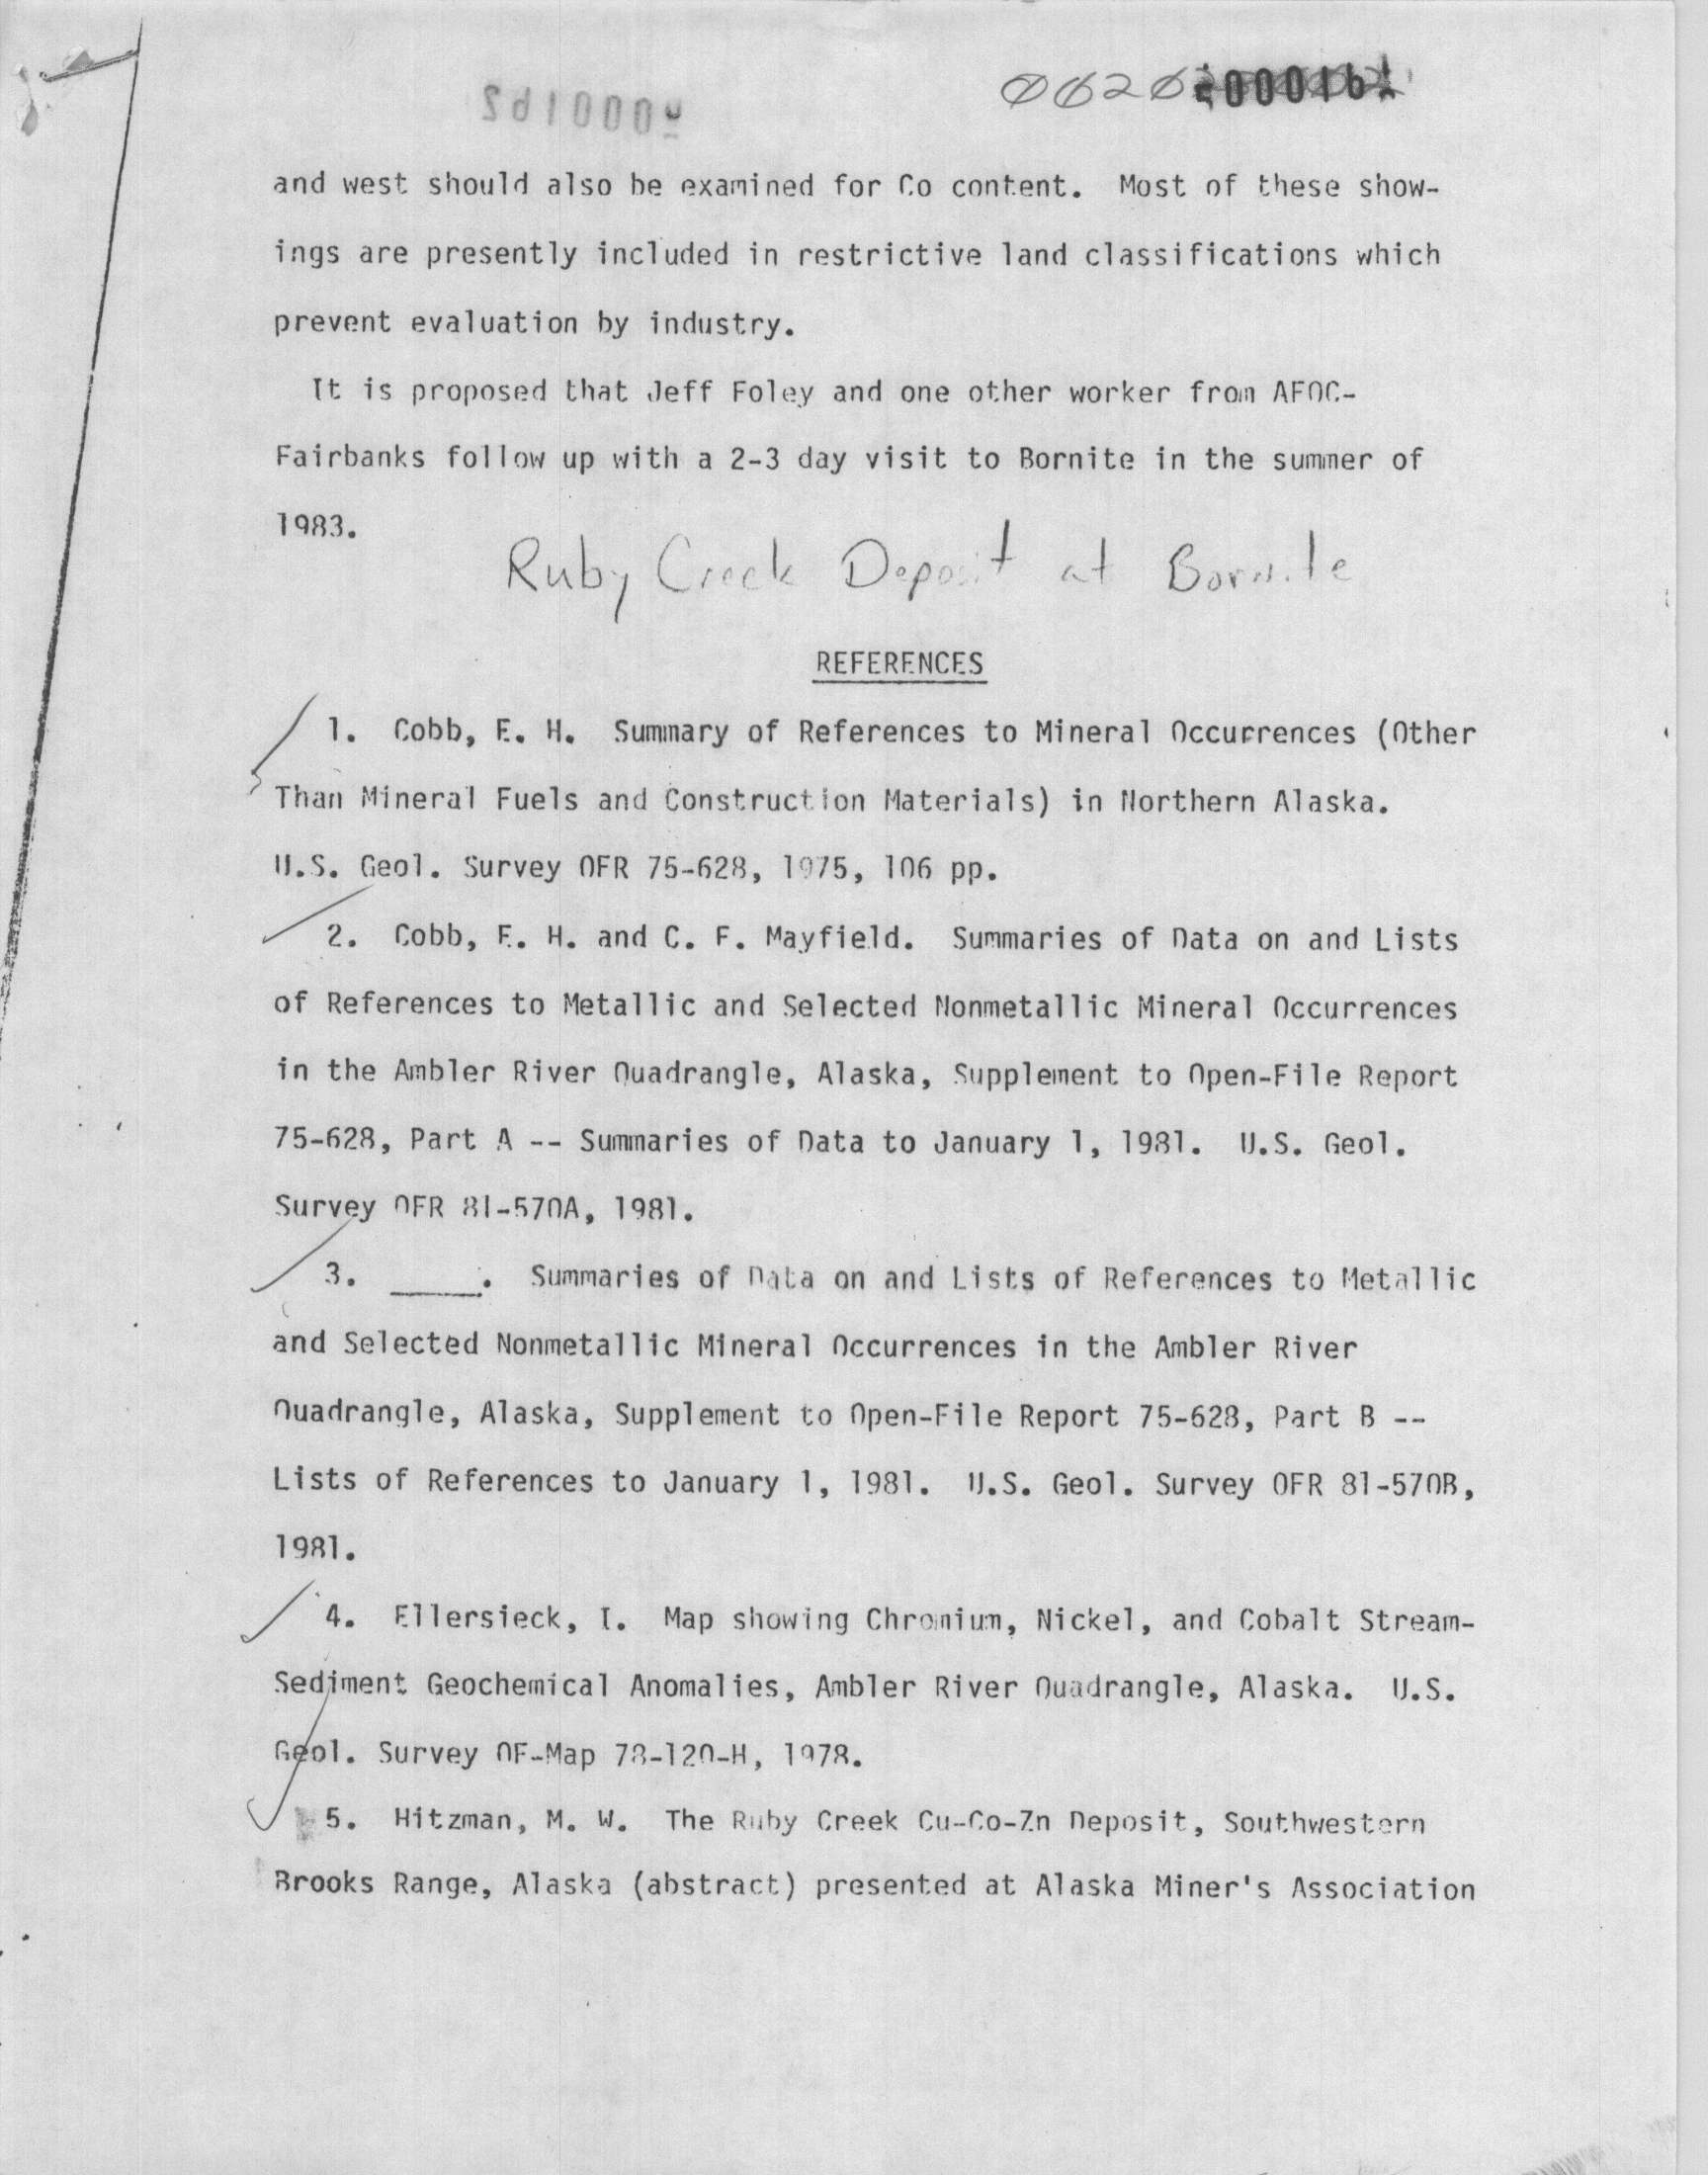 and west should also be examined for Co content. Most of these show-
ings are presently included in restrictive land classifications which
prevent evaluation by industry.
It is proposed that Jeff Foley and one other worker from AFOC-
Fairbanks follow up with a 2-3 day visit to Bornite in the summer of
1983.
Ruby Creek Deposit at Bornite
REFERENCES
1. Cobb, E. H. Summary of References to Mineral Occurrences (Other
Than Mineral Fuels and Construction Materials) in Northern Alaska.
U.S. Geol. Survey OFR 75-628, 1975, 106 pp.
2. Cobb, E. H. and C. F. Mayfield. Summaries of Data on and Lists
of References to Metallic and Selected Nonmetallic Mineral Occurrences
in the Ambler River Quadrangle, Alaska, Supplement to Open-File Report
75-628, Part A -- Summaries of Data to January 1, 1981. U.S. Geol.
Survey OFR 81-570A, 1981.
3. _____. Summaries of Data on and Lists of References to Metallic
and Selected Nonmetallic Mineral Occurrences in the Ambler River
Quadrangle, Alaska, Supplement to Open-File Report 75-628, Part B --
Lists of References to January 1, 1981. U.S. Geol. Survey OFR 81-570B,
1981.
4. Ellersieck, I. Map showing Chromium, Nickel, and Cobalt Stream-
Sediment Geochemical Anomalies, Ambler River Quadrangle, Alaska. U.S.
Geol. Survey OF-Map 78-120-H, 1978.
5. Hitzman, M. W. The Ruby Creek Cu-Co-Zn Deposit, Southwestern
Brooks Range, Alaska (abstract) presented at Alaska Miner's Association